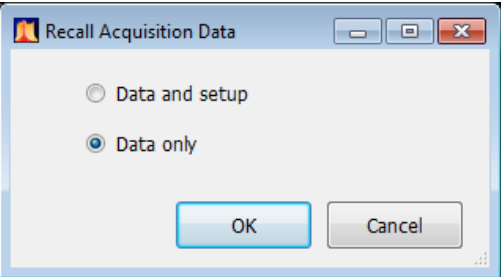 Recall Acquisition Data
Data and setup
Data only
OK
Cancel